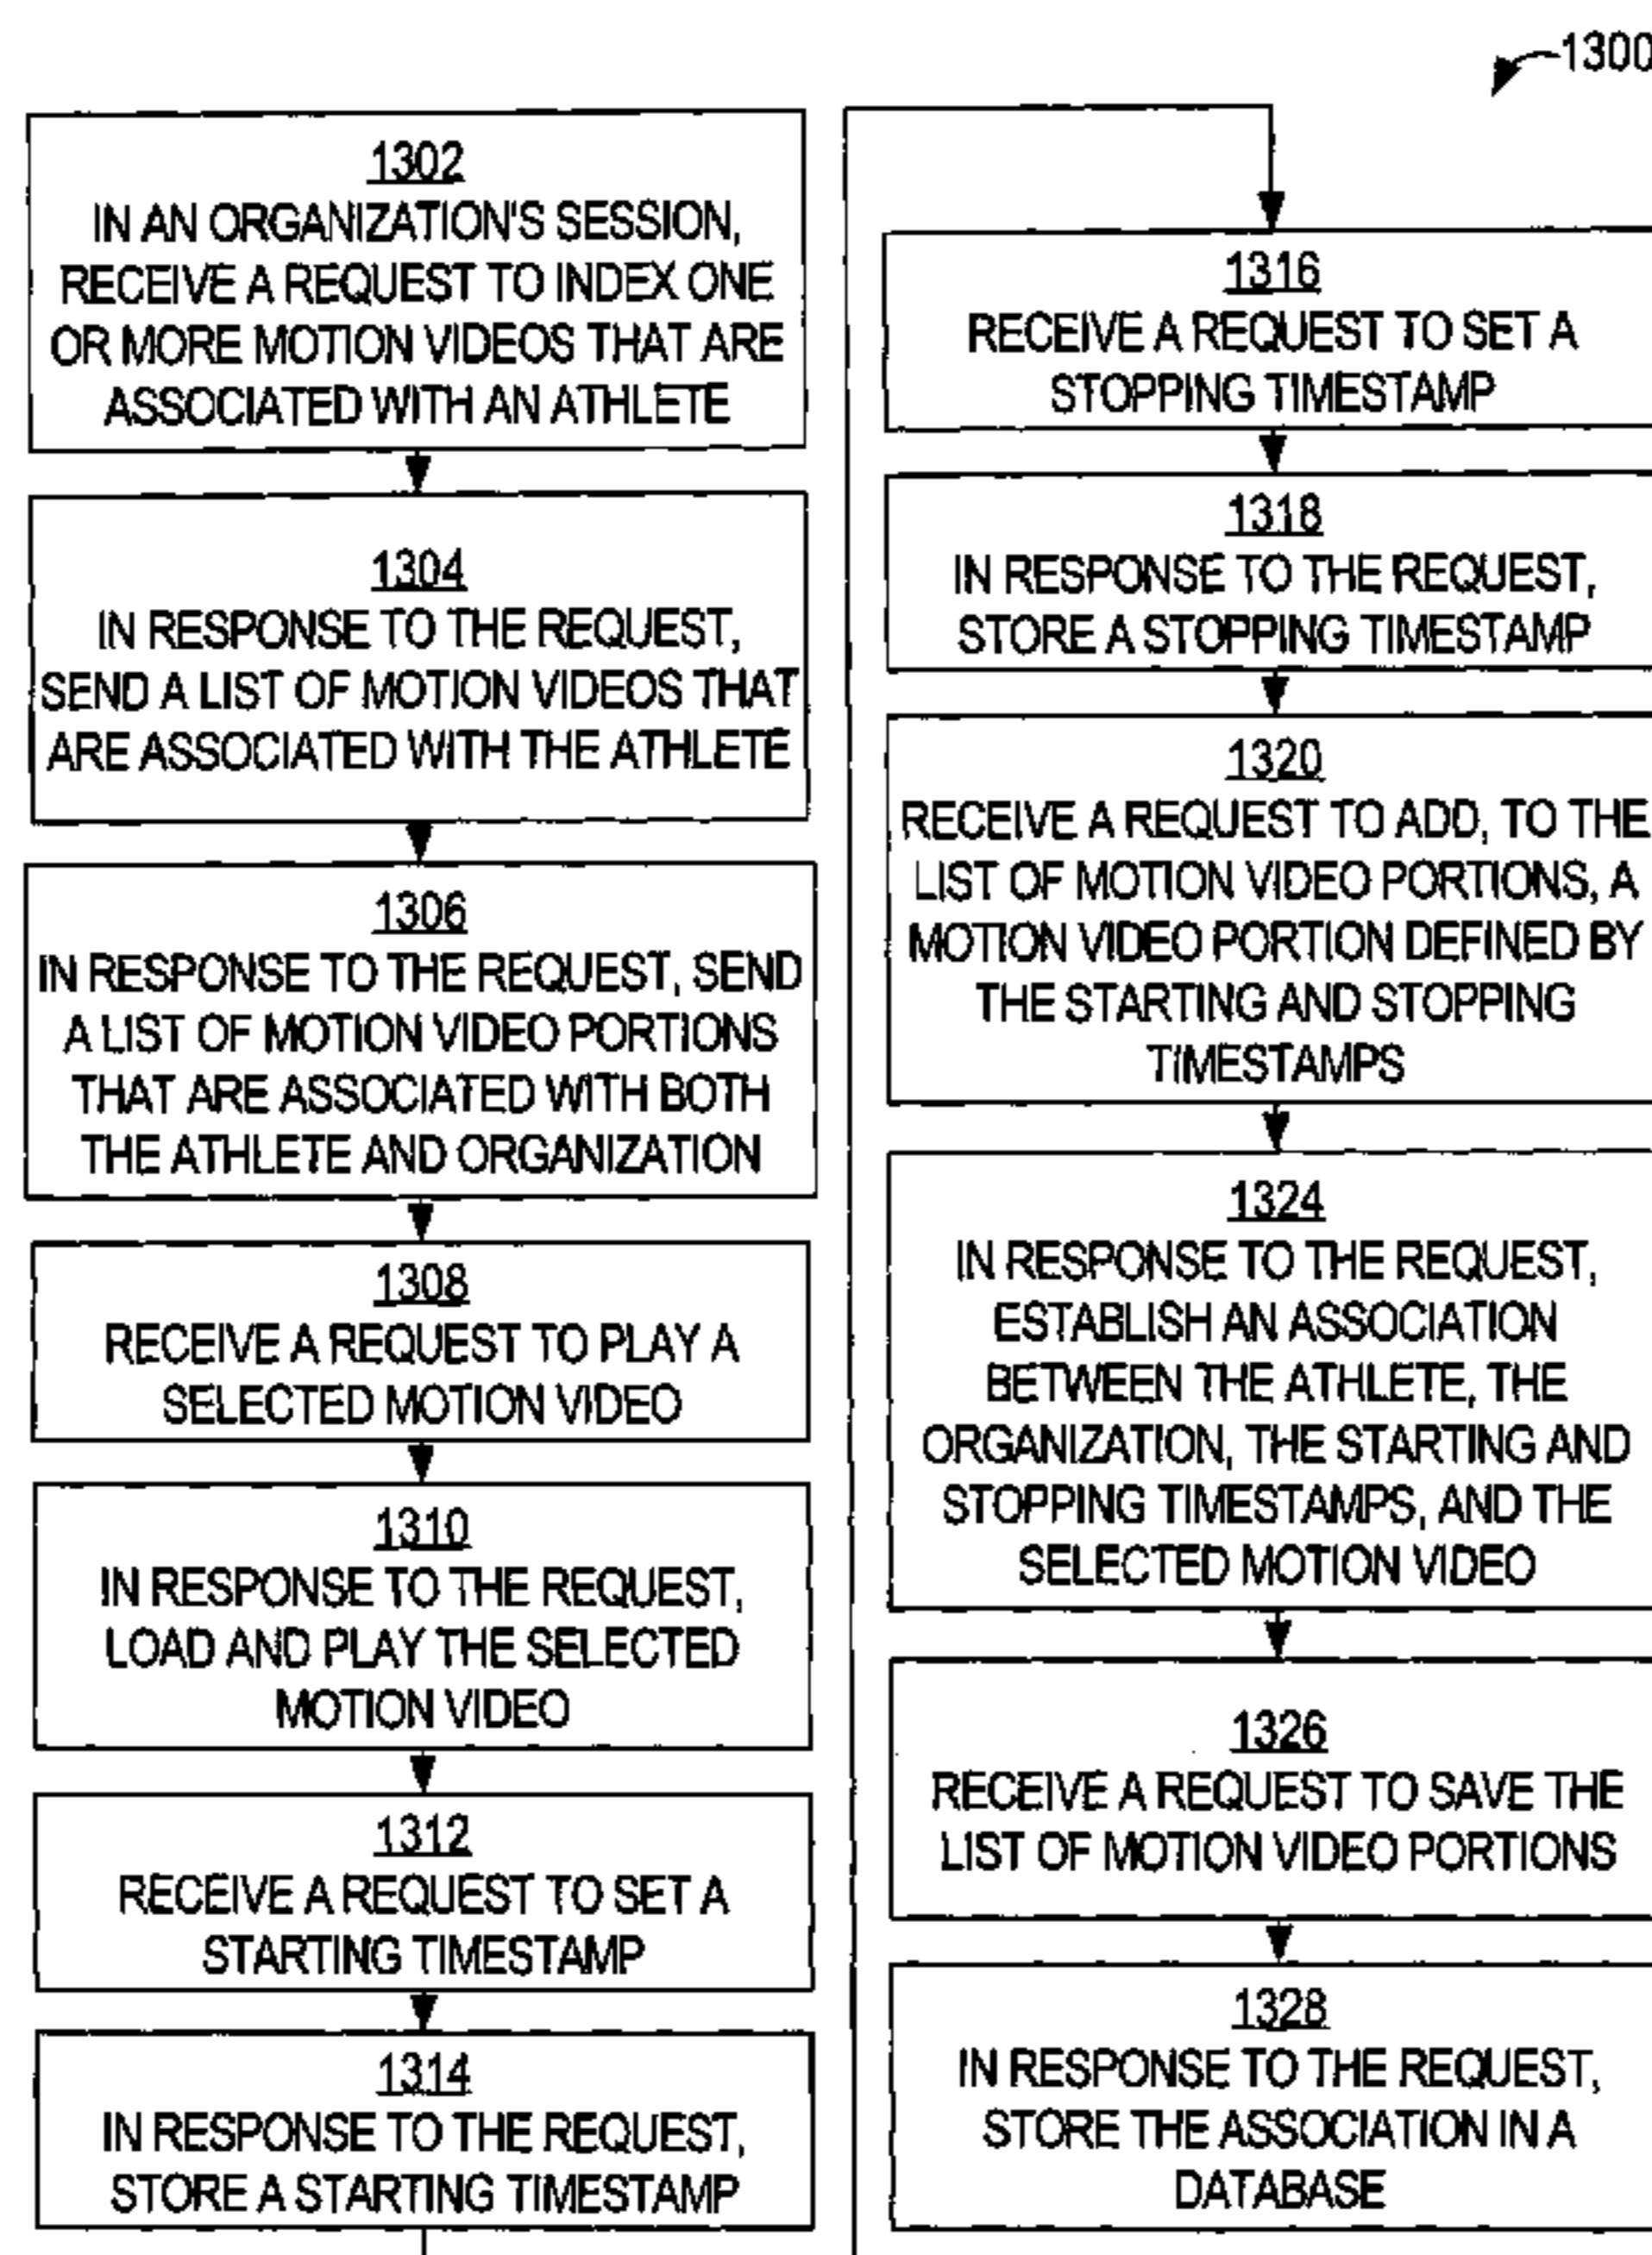 1300
1302
IN AN ORGANIZATION'S SESSION,
RECEIVE A REQUEST TO INDEX ONE
OR MORE MOTION VIDEOS THAT ARE
ASSOCIATED WITH AN ATHLETE
1304
IN RESPONSE TO THE REQUEST,
SEND A LIST OF MOTION VIDEOS THAT
ARE ASSOCIATED WITH THE ATHLETE
1306
IN RESPONSE TO THE REQUEST, SEND
A LIST OF MOTION VIDEO PORTIONS
THAT ARE ASSOCIATED WITH BOTH
THE ATHLETE AND ORGANIZATION
1308
RECEIVE A REQUEST TO PLAY A
SELECTED MOTION VIDEO
1310
IN RESPONSE TO THE REQUEST,
LOAD AND PLAY THE SELECTED
MOTION VIDEO
1312
RECEIVE A REQUEST TO SET A
STARTING TIMESTAMP
1314
IN RESPONSE TO THE REQUEST,
STORE A STARTING TIMESTAMP
1316
RECEIVE A REQUEST TO SET A
STOPPING TIMESTAMP
1318
IN RESPONSE TO THE REQUEST,
STORE A STOPPING TIMESTAMP
1320
RECEIVE A REQUEST TO ADD, TO THE
LIST OF MOTION VIDEO PORTIONS, A
MOTION VIDEO PORTION DEFINED BY
THE STARTING AND STOPPING
TIMESTAMPS
1324
IN RESPONSE TO THE REQUEST,
ESTABLISH AN ASSOCIATION
BETWEEN THE ATHLETE, THE
ORGANIZATION, THE STARTING AND
STOPPING TIMESTAMPS, AND THE
SELECTED MOTION VIDEO
1326
RECEIVE A REQUEST TO SAVE THE
LIST OF MOTION VIDEO PORTIONS
1328
IN RESPONSE TO THE REQUEST,
STORE THE ASSOCIATION IN A
DATABASE